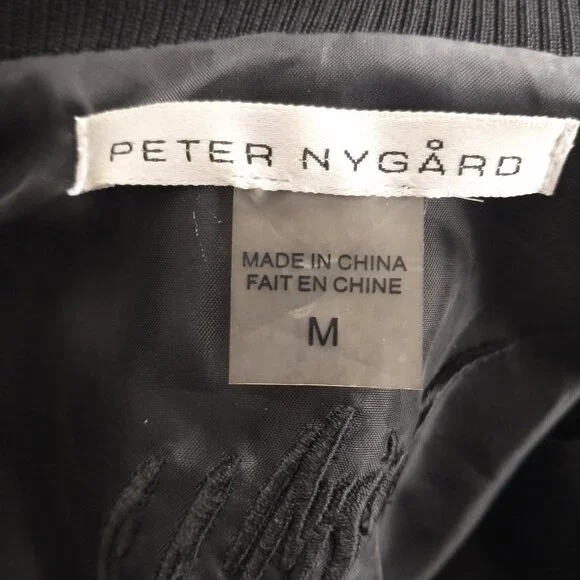 PETER NYGÅRD
MADE IN CHINA
FAIT EN CHINE
M